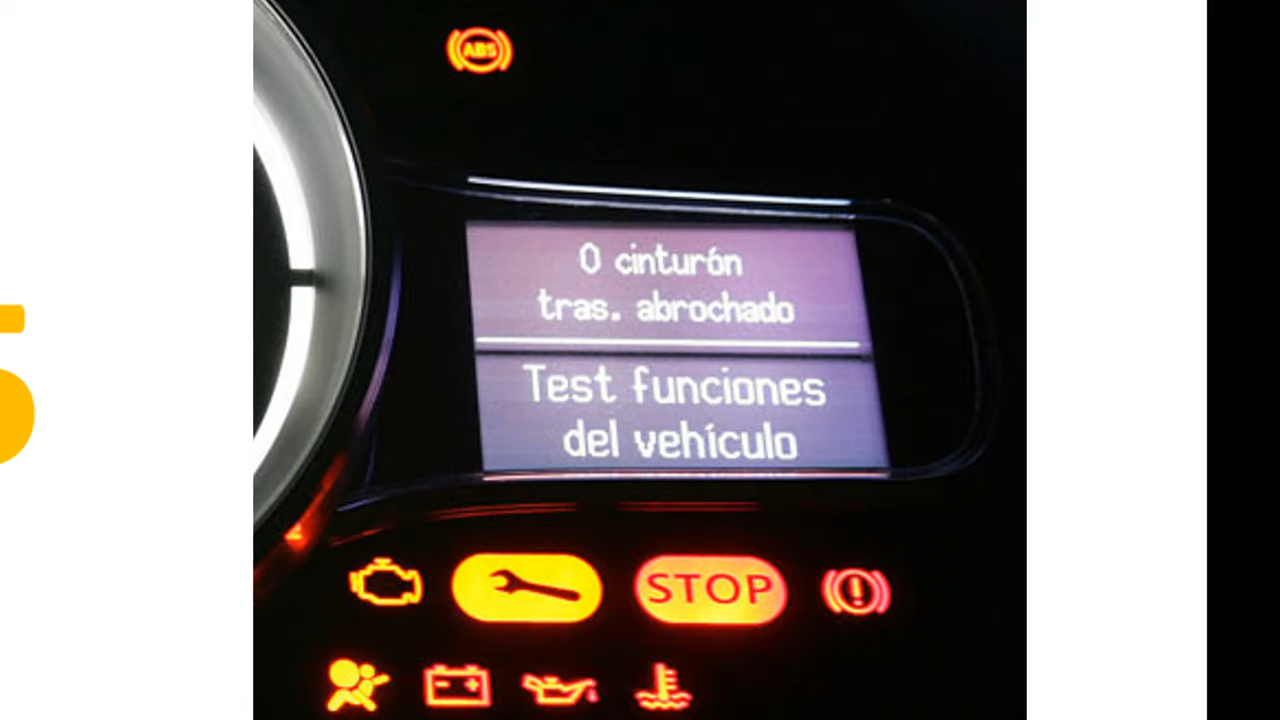 ABS
0 cinturón
tras. abrochado
Test funciones
del vehículo
STOP